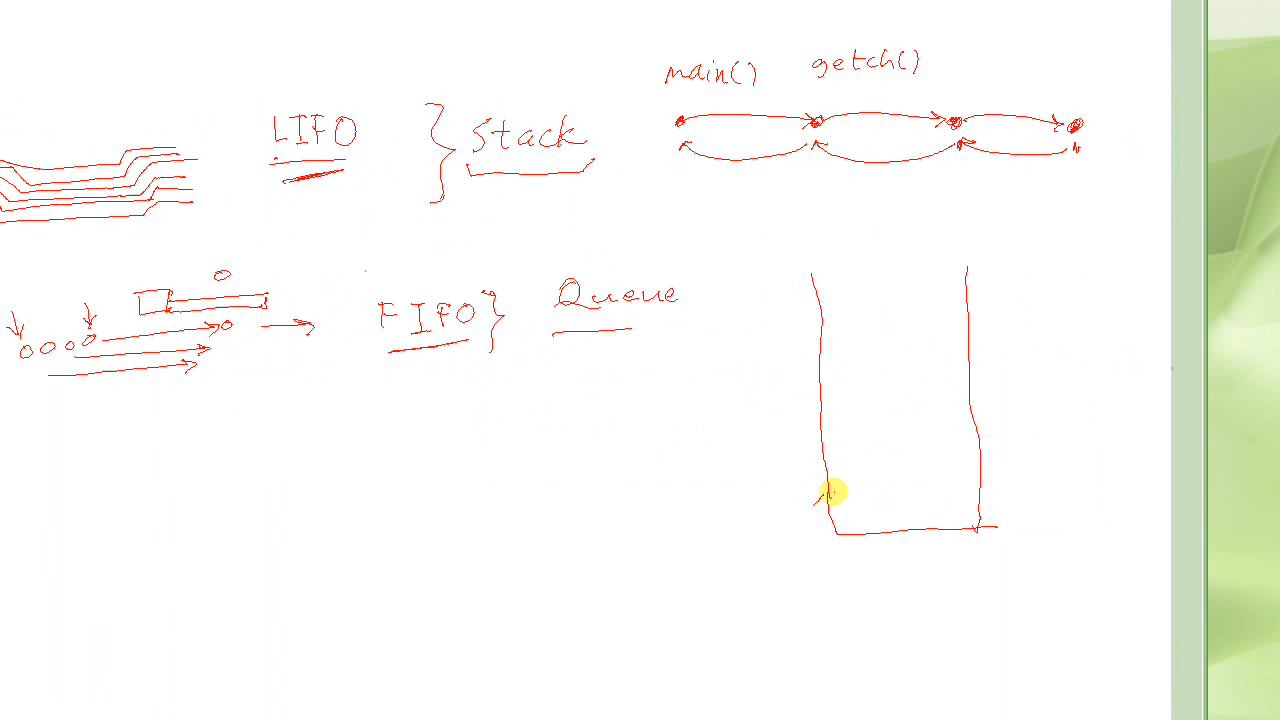 main() getch()
LIFO } Stack
FIFO } Queue